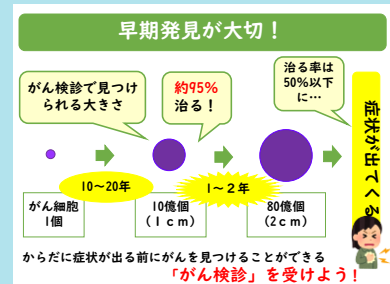 早期発見が大切！
がん検診で見つけ
られる大きさ
約95%
治る！
治る率は
50%以下
に…
10～20年
1～2年
がん細胞
1個
10億個
（1ｃｍ）
80億個
（2ｃｍ）
症状が出てくる
からだに症状が出る前にがんを見つけることができる
「がん検診」を受けよう！